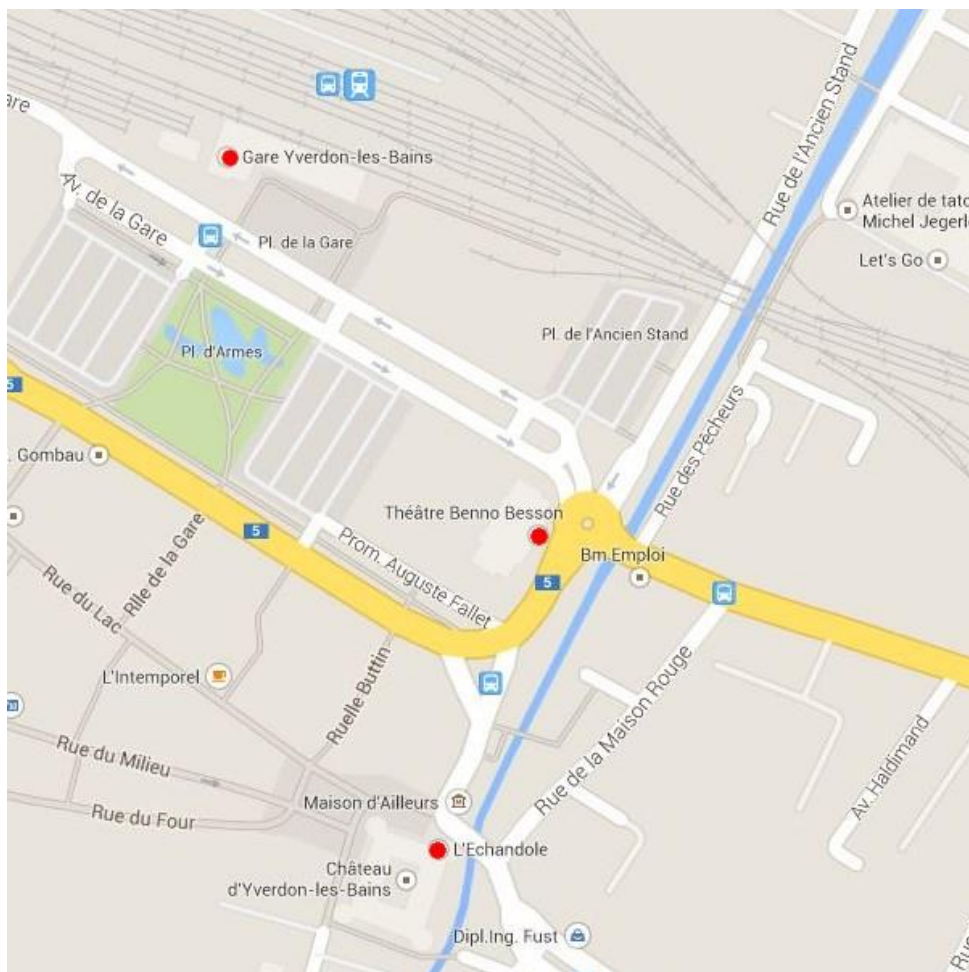 Rue de l'Ancien Stand
Gare Yverdon-les-Bains
Av. de la Gare
Pl. de la Gare
Atelier de tato
Michel Jegerl
Let's Go
Pl. de l'Ancien Stand
Pl. d'Armes
5
Rue des Pêcheurs
. Gombau
Théâtre Benno Besson
5
Prom. Auguste Fallet
Bm Emploi
5
Rlle de la Gare
Rue du Lac
L'Intemporel
Ruelle Buttin
Rue de la Maison Rouge
Av. Haldimand
Rue du Milieu
Rue du Four
Maison d'Ailleurs
L'Echandole
Château
d'Yverdon-les-Bains
Dipl.Ing. Fust